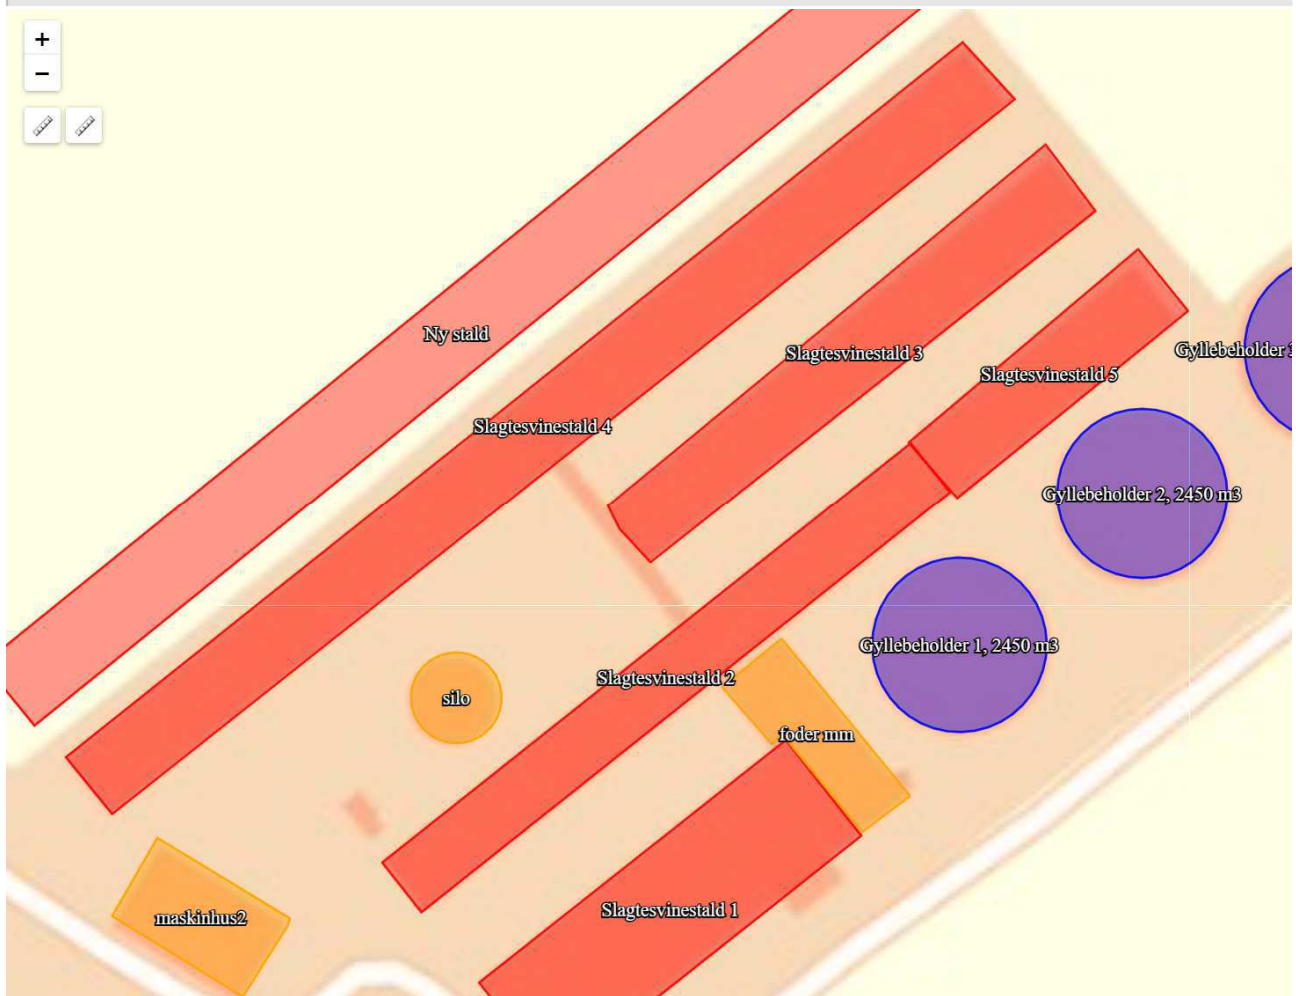 +
−
Ny stald
Slagtesvinestald 3
Gyllebeholder 3
Slagtesvinestald 5
Slagtesvinestald 4
Gyllebeholder 2, 2450 m3
Gyllebeholder 1, 2450 m3
Slagtesvinestald 2
silo
foder mm
Slagtesvinestald 1
maskinhus2